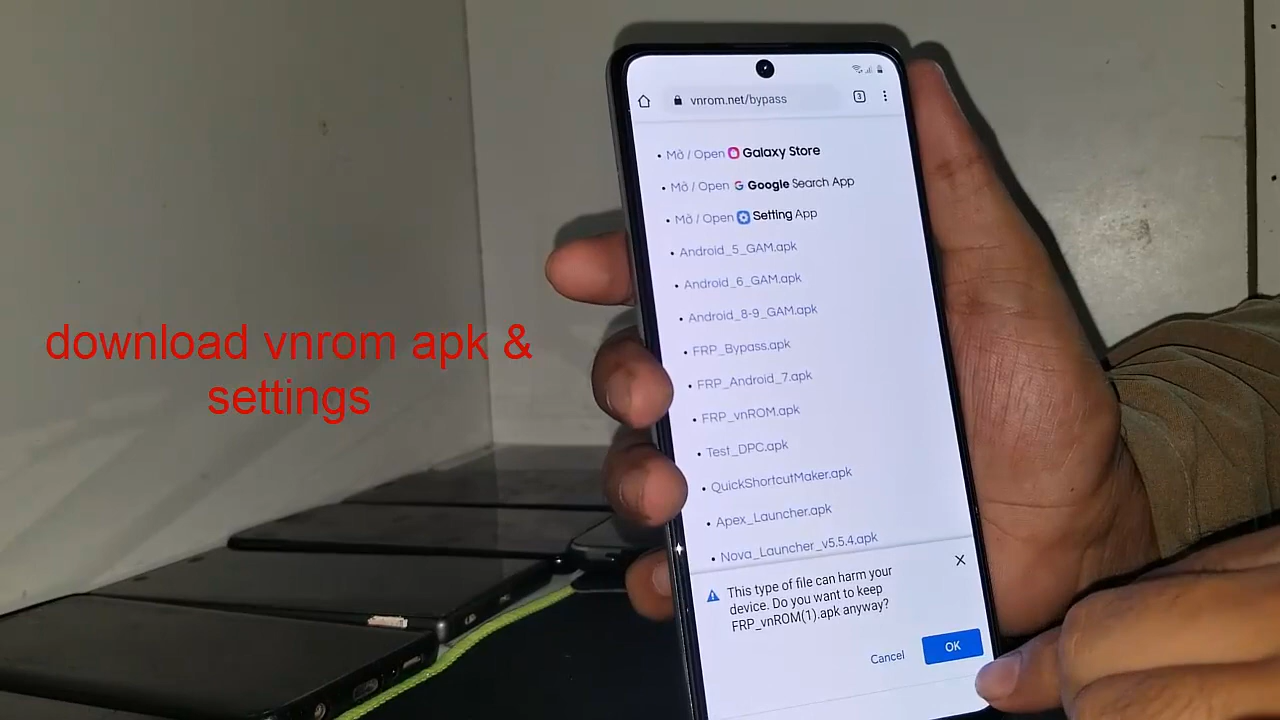 vnrom.net/bypass
3
• Mở / Open Galaxy Store
• Mở / Open Google Search App
• Mở / Open Setting App
• Android_5_GAM.apk
• Android_6_GAM.apk
• Android_8-9_GAM.apk
• FRP_Bypass.apk
• FRP_Android_7.apk
• FRP_vnROM.apk
• Test_DPC.apk
• QuickShortcutMaker.apk
• Apex_Launcher.apk
• Nova_Launcher_v5.5.4.apk
This type of file can harm your
device. Do you want to keep
FRP_vnROM(1).apk anyway?
Cancel OK
download vnrom apk &
settings